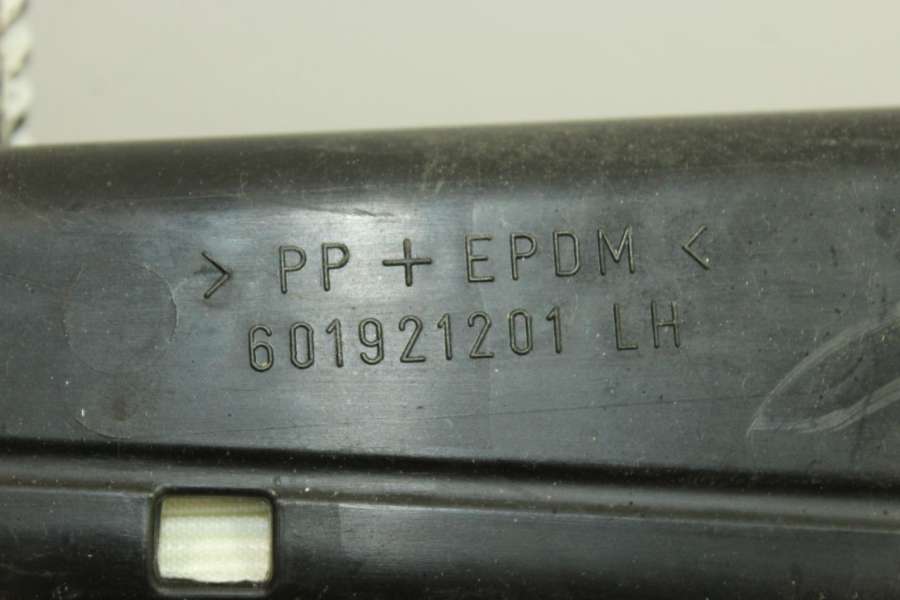 > PP + EPDM <
601921201 LH